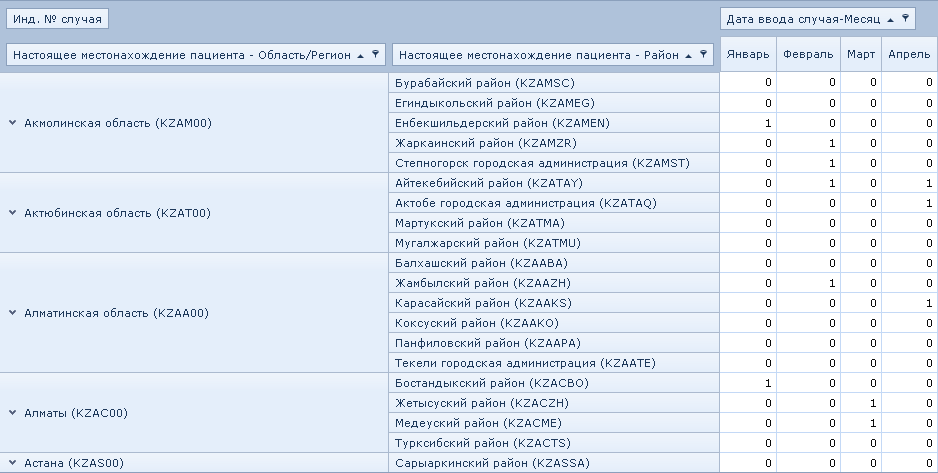 Инд. № случая
Дата ввода случая-Месяц
Настоящее местонахождение пациента - Область/Регион Настоящее местонахождение пациента - Район Январь Февраль Март Апрель
Бурабайский район (KZAMSC) 0 0 0 0
Егиндыкольский район (KZAMEG) 0 0 0 0
Акмолинская область (KZAM00) Енбекшильдерский район (KZAMEN) 1 0 0 0
Жаркаинский район (KZAMZR) 0 1 0 0
Степногорск городская администрация (KZAMST) 0 1 0 0
Айтекебийский район (KZATAY) 0 1 0 1
Актобе городская администрация (KZATAQ) 0 0 0 1
Актюбинская область (KZAT00)
Мартукский район (KZATMA) 0 0 0 0
Мугалжарский район (KZATMU) 0 0 0 0
Балхашский район (KZAABA) 0 0 0 0
Жамбылский район (KZAAZH) 0 1 0 0
Карасайский район (KZAAKS) 0 0 0 1
Алматинская область (KZAA00)
Коксуский район (KZAAKO) 0 0 0 0
Панфиловский район (KZAAPA) 0 0 0 0
Текели городская администрация (KZAATE) 0 0 0 0
Бостандыкский район (KZACBO) 1 0 0 0
Жетысуский район (KZACZH) 0 0 1 0
Алматы (KZAC00)
Медеуский район (KZACME) 0 0 1 0
Турксибский район (KZACTS) 0 0 0 0
Астана (KZAS00) Сарыаркинский район (KZASSA) 0 0 0 0